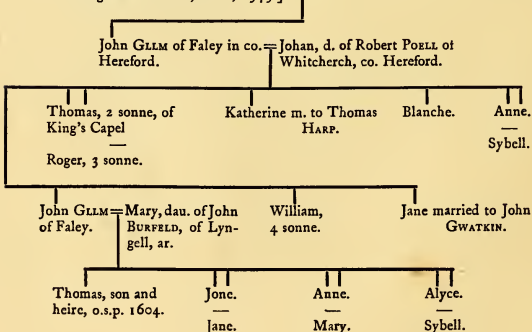 John GLLM of Faley in co. = Johan, d. of Robert POELL of
Hereford. Whitcherch, co. Hereford.
Thomas, 2 sonne, of Katherine m. to Thomas Blanche. Anne.
King's Capel HARP. —
— Sybell.
Roger, 3 sonne.
John GLLM = Mary, dau. of John William, Jane married to John
of Faley. BURFELD, of Lyn- 4 sonne. GWATKIN.
gell, ar.
Thomas, son and Jone. Anne. Alyce.
heire, o.s.p. 1604. — — —
Jane. Mary. Sybell.